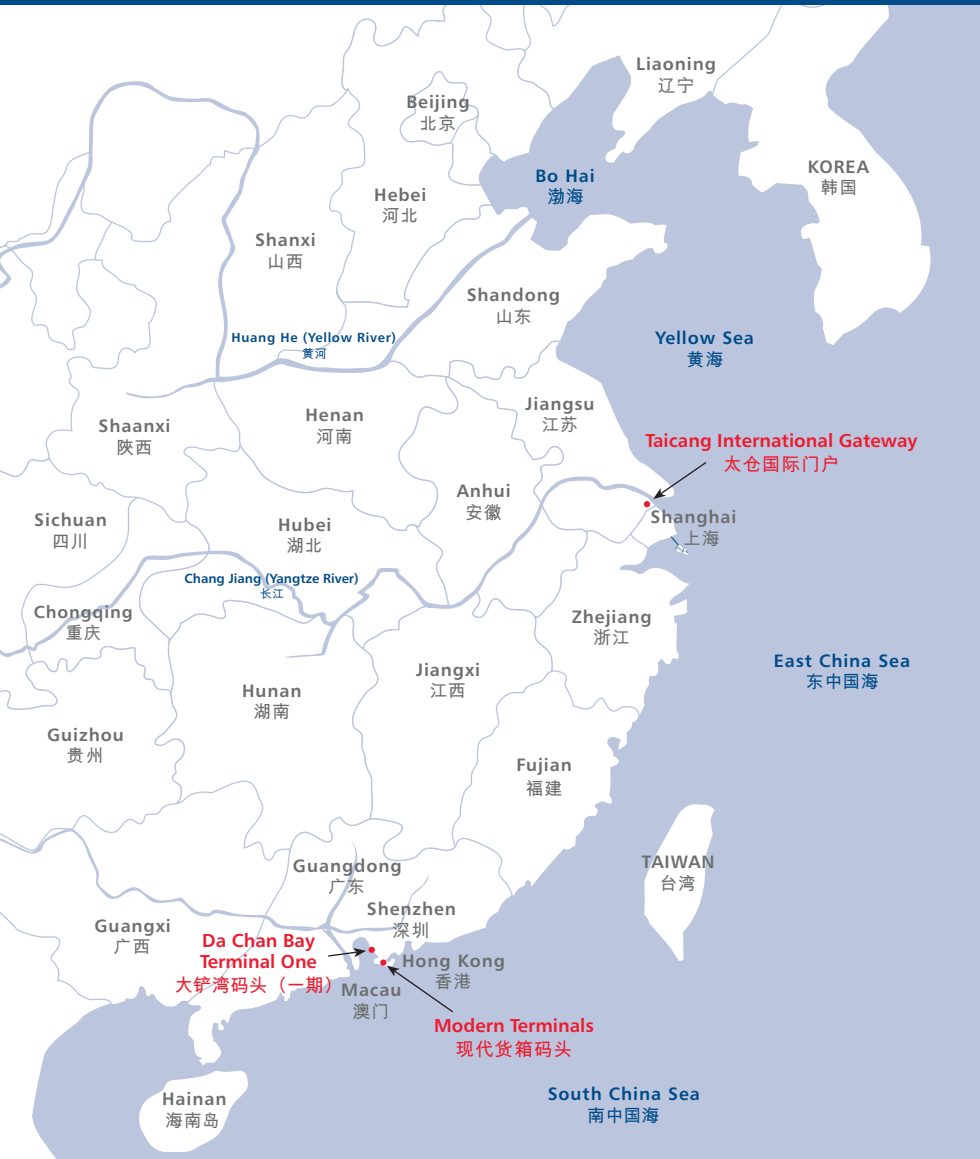 Liaoning
辽宁
Beijing
北京
KOREA
韩国
Bo Hai
渤海
Hebei
河北
Shanxi
山西
Shandong
山东
Huang He (Yellow River)
黄河
Yellow Sea
黄海
Jiangsu
江苏
Henan
河南
Shaanxi
陕西
Taicang International Gateway
太仓国际门户
Anhui
安徽
Shanghai
上海
Sichuan
四川
Hubei
湖北
Chang Jiang (Yangtze River)
长江
Chongqing
重庆
Zhejiang
浙江
East China Sea
东中国海
Jiangxi
江西
Hunan
湖南
Guizhou
贵州
Fujian
福建
TAIWAN
台湾
Guangdong
广东
Shenzhen
深圳
Guangxi
广西
Da Chan Bay
Terminal One
大铲湾码头（一期）
Hong Kong
香港
Macau
澳门
Modern Terminals
现代货箱码头
South China Sea
南中国海
Hainan
海南岛